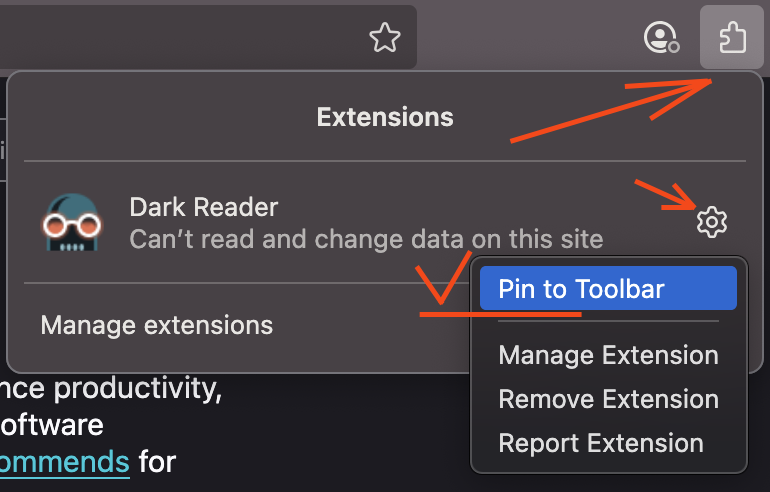 Extensions
Dark Reader
Can’t read and change data on this site
Pin to Toolbar
Manage extensions
Manage Extension
Remove Extension
Report Extension
nce productivity,
oftware
ommends for